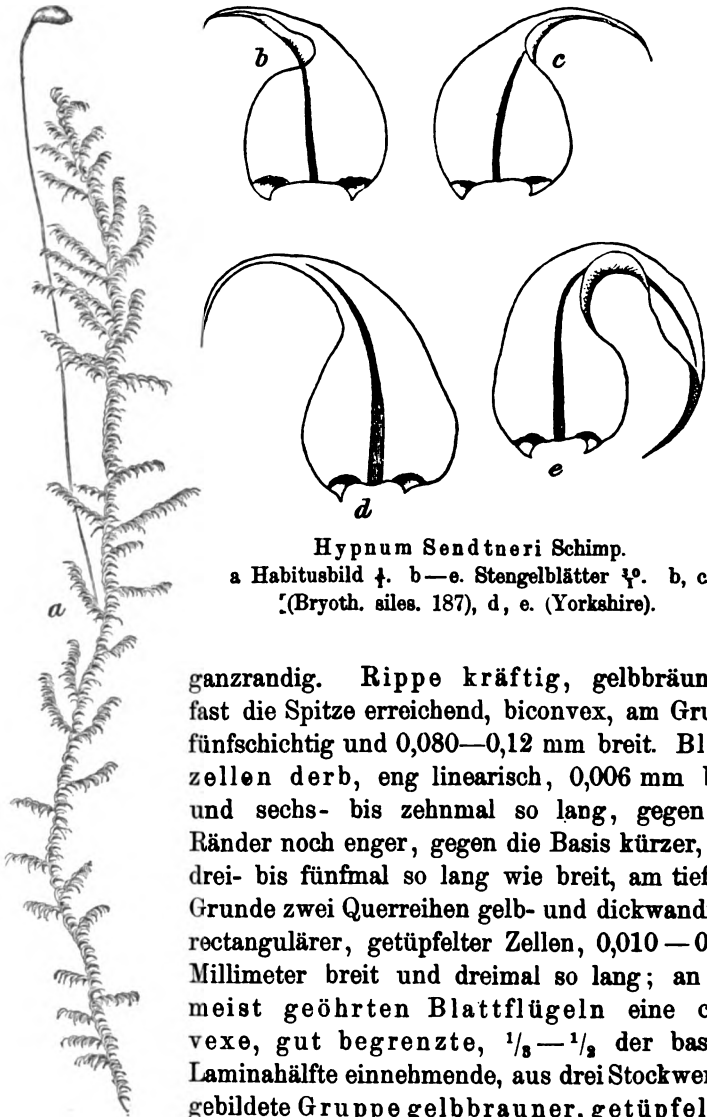 b
c
d
e
a
Hypnum Sendtneri Schimp.
a Habitusbild 1/1. b—e. Stengelblätter 30/1. b, c
(Bryoth. siles. 187), d, e. (Yorkshire).
ganzrandig. Rippe kräftig, gelbbräun
fast die Spitze erreichend, biconvex, am Gru
fünfschichtig und 0,080—0,12 mm breit. Bl
zellen derb, eng linearisch, 0,006 mm
und sechs- bis zehnmal so lang, gegen
Ränder noch enger, gegen die Basis kürzer,
drei- bis fünfmal so lang wie breit, am tief
Grunde zwei Querreihen gelb- und dickwand
rectangulärer, getüpfelter Zellen, 0,010—0
Millimeter breit und dreimal so lang; an
meist geöhrten Blattflügeln eine c
vexe, gut begrenzte, 1/3—1/2 der bas
Laminahälfte einnehmende, aus drei Stockwer
gebildete Gruppe gelbbrauner, getüpfel